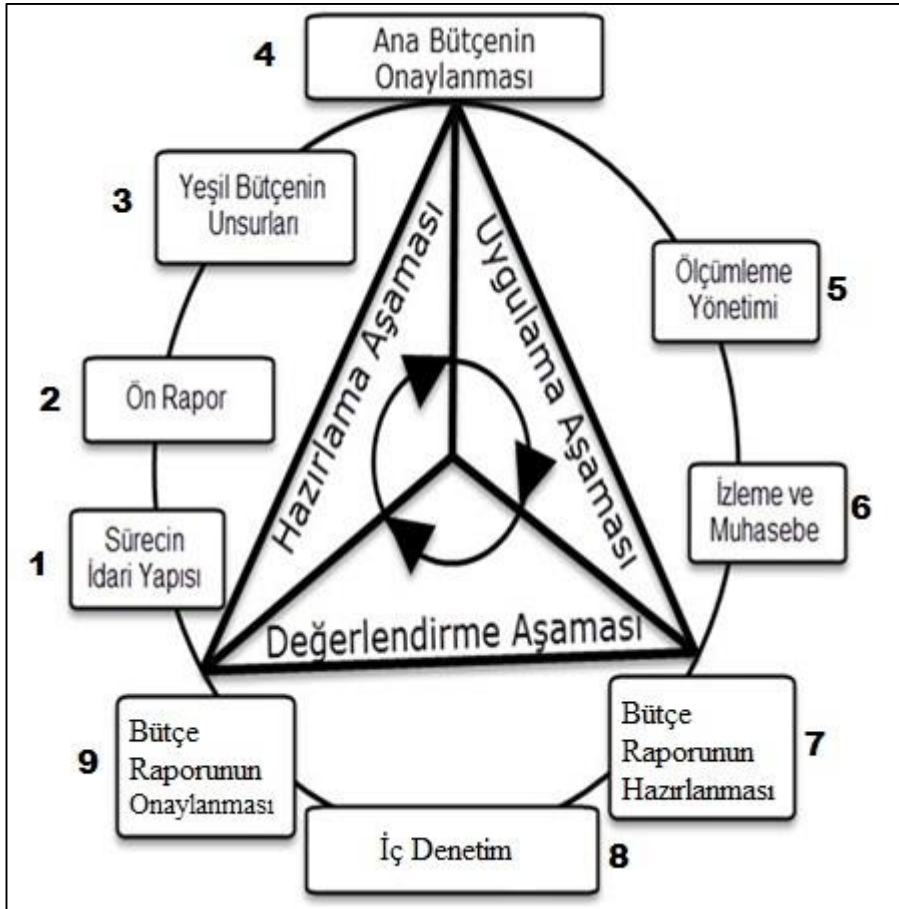 4
Ana Bütçenin
Onaylanması
3
Yeşil Bütçenin
Unsurları
Ölçümleme
Yönetimi
5
2
Ön Rapor
Hazırlama Aşaması
Uygulama Aşaması
1
Sürecin
İdari Yapısı
İzleme ve
Muhasebe
6
Değerlendirme Aşaması
9
Bütçe
Raporunun
Onaylanması
Bütçe
Raporunun
Hazırlanması
7
İç Denetim
8